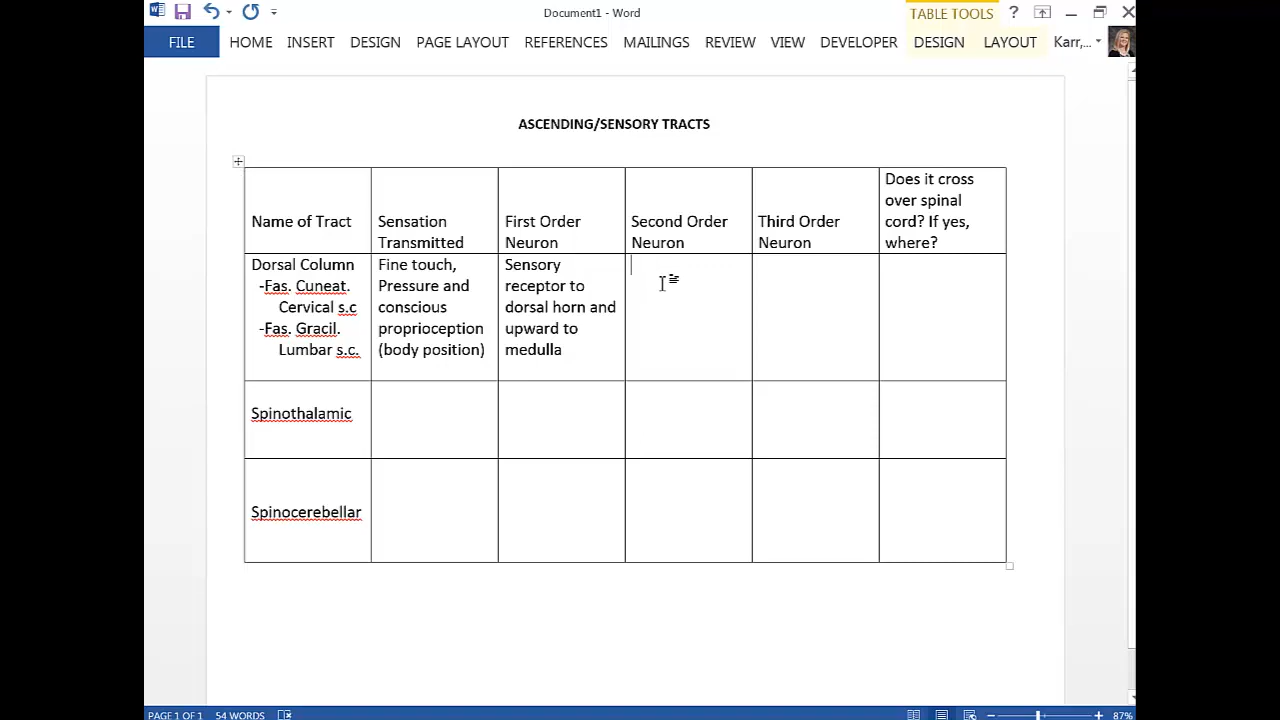 Document1 - Word
TABLE TOOLS
?
FILE
HOME
INSERT
DESIGN
PAGE LAYOUT
REFERENCES
MAILINGS
REVIEW
VIEW
DEVELOPER
DESIGN
LAYOUT
Karr,...
ASCENDING/SENSORY TRACTS
Name of Tract
Sensation
Transmitted
First Order
Neuron
Second Order
Neuron
Third Order
Neuron
Does it cross
over spinal
cord? If yes,
where?
Dorsal Column
-Fas. Cuneat.
Cervical s.c
-Fas. Gracil.
Lumbar s.c.
Fine touch,
Pressure and
conscious
proprioception
(body position)
Sensory
receptor to
dorsal horn and
upward to
medulla
Spinothalamic
Spinocerebellar
PAGE 1 OF 1
54 WORDS
87%